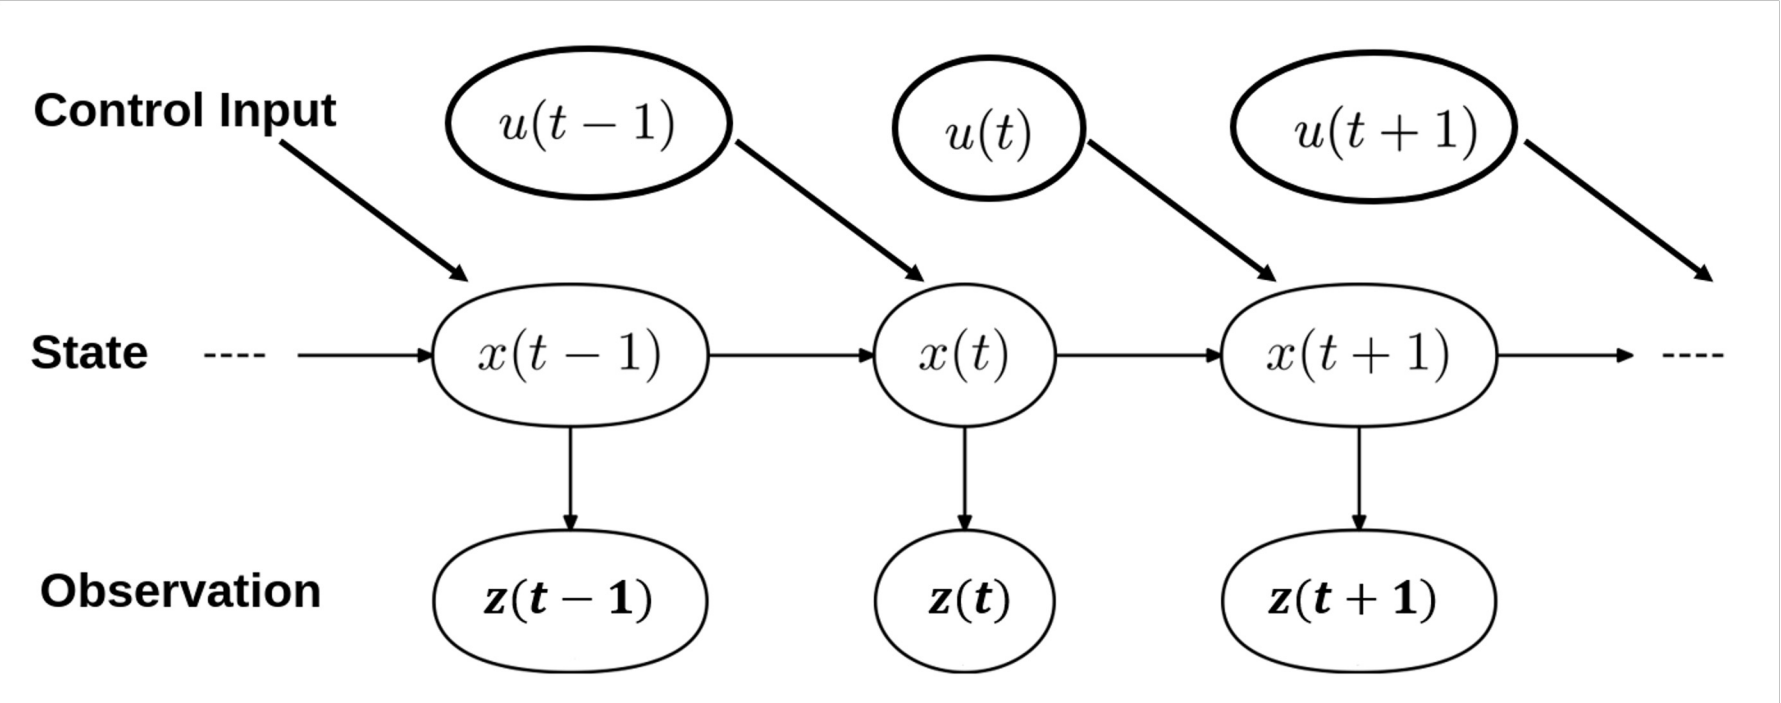 Control Input u(t − 1) u(t) u(t + 1)
State ---- x(t − 1) x(t) x(t + 1) ----
Observation z(t − 1) z(t) z(t + 1)